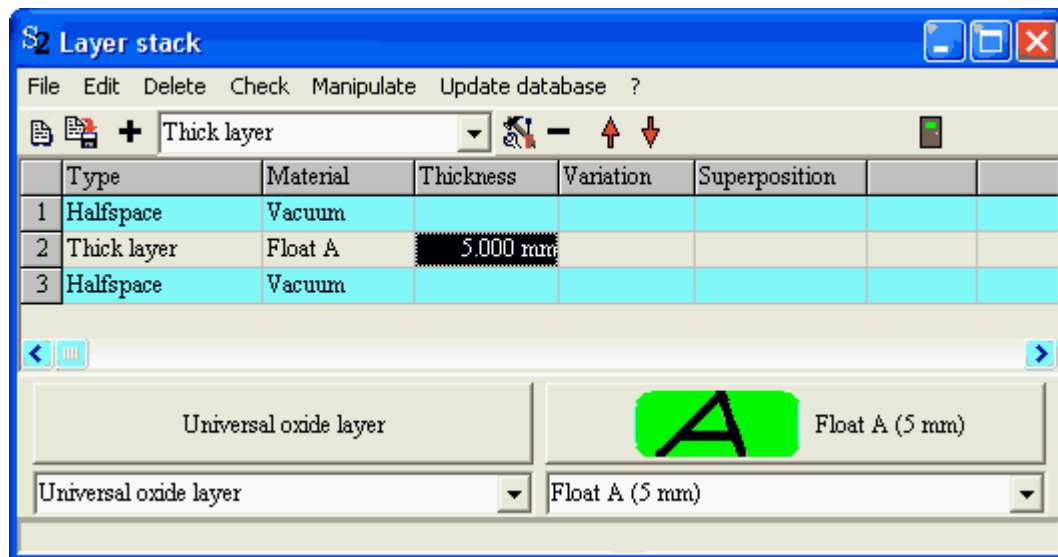 S2 Layer stack
File Edit Delete Check Manipulate Update database ?
Thick layer
Type Material Thickness Variation Superposition
1 Halfspace Vacuum
2 Thick layer Float A 5.000 mm
3 Halfspace Vacuum
Universal oxide layer A Float A (5 mm)
Universal oxide layer Float A (5 mm)